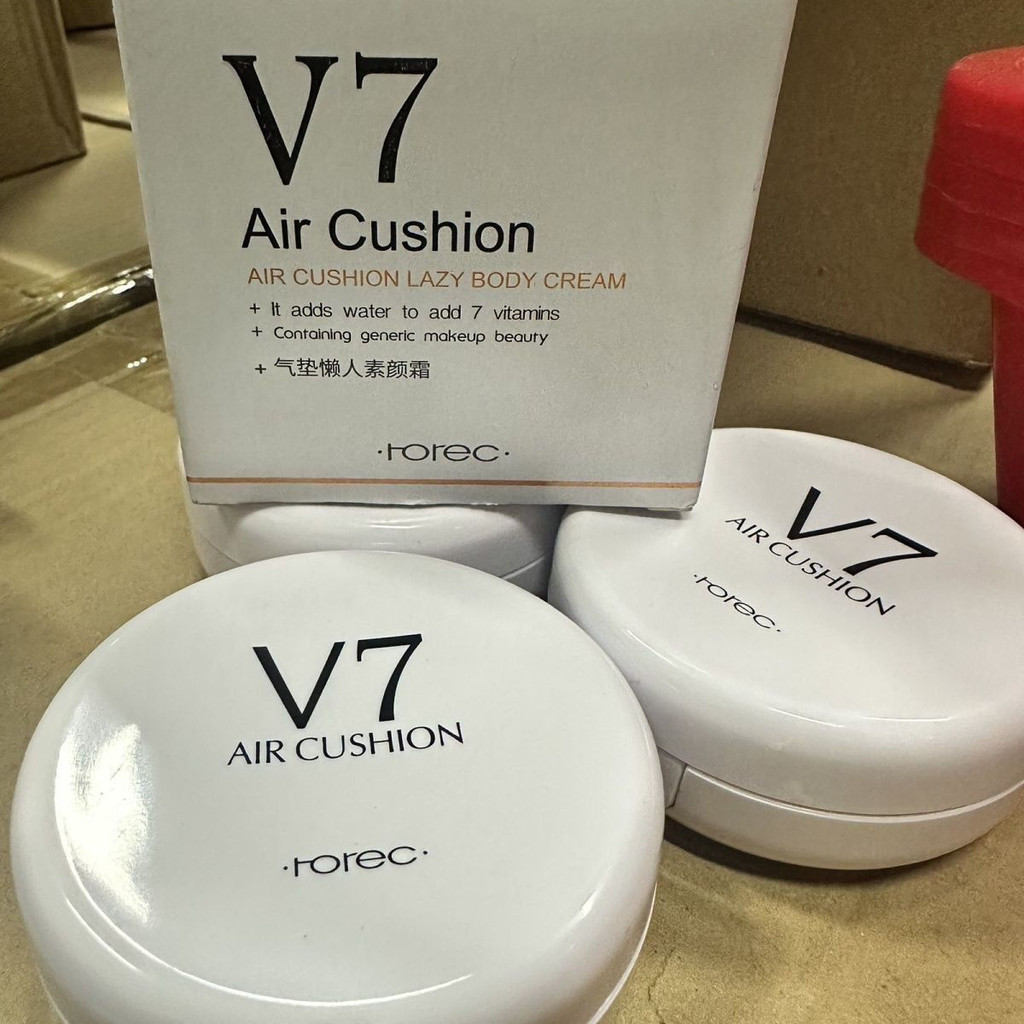 V7
Air Cushion
AIR CUSHION LAZY BODY CREAM
+ It adds water to add 7 vitamins
+ Containing generic makeup beauty
+ 气垫懒人素颜霜
·rorec·
V7
AIR CUSHION
·rorec·
V7
AIR CUSHION
·rorec·